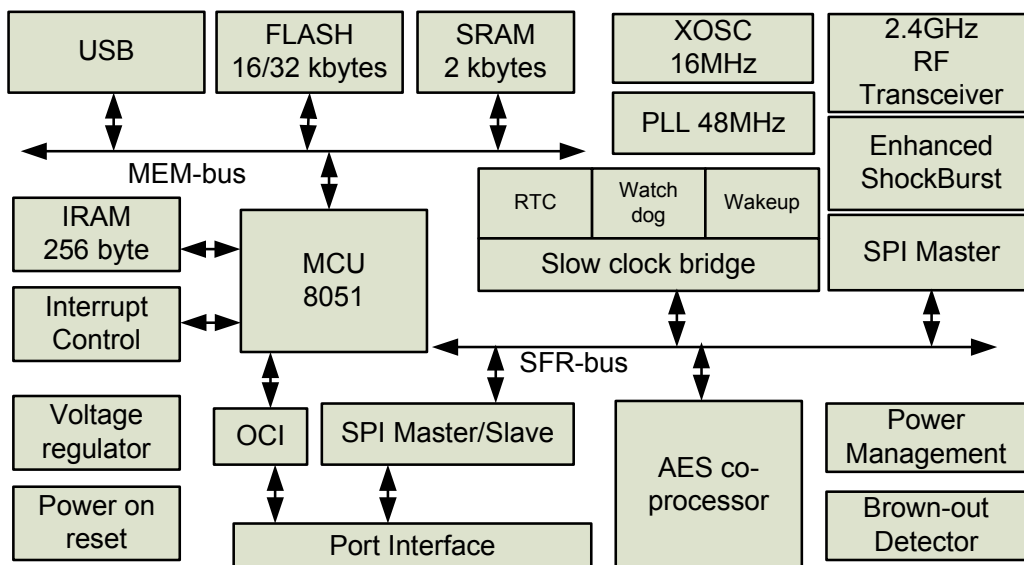 USB
FLASH
16/32 kbytes
SRAM
2 kbytes
XOSC
16MHz
2.4GHz
RF
Transceiver
PLL 48MHz
MEM-bus
Enhanced
ShockBurst
RTC
Watch
dog
Wakeup
IRAM
256 byte
MCU
8051
Slow clock bridge
SPI Master
Interrupt
Control
SFR-bus
Voltage
regulator
OCI
SPI Master/Slave
AES co-
processor
Power
Management
Power on
reset
Port Interface
Brown-out
Detector